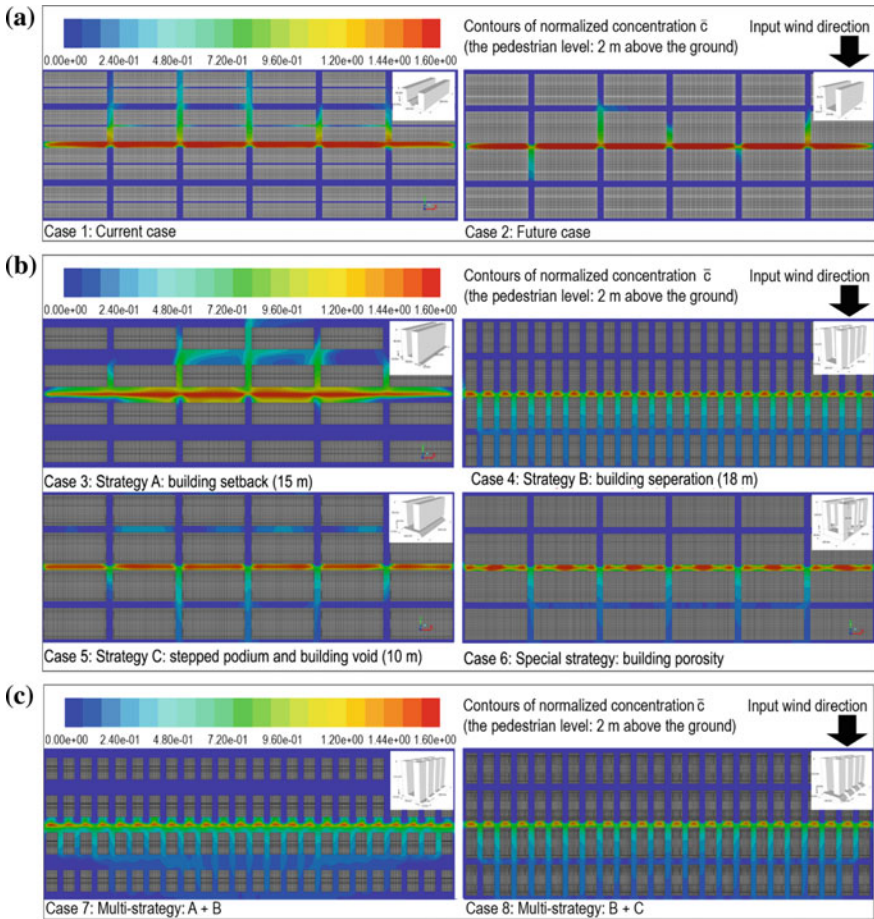 (a)
Contours of normalized concentration c̄
(the pedestrian level: 2 m above the ground)
Input wind direction
0.00e+00 2.40e-01 4.80e-01 7.20e-01 9.60e-01 1.20e+00 1.44e+00 1.60e+00
Case 1: Current case
Case 2: Future case
(b)
Contours of normalized concentration c̄
(the pedestrian level: 2 m above the ground)
Input wind direction
0.00e+00 2.40e-01 4.80e-01 7.20e-01 9.60e-01 1.20e+00 1.44e+00 1.60e+00
Case 3: Strategy A: building setback (15 m)
Case 4: Strategy B: building seperation (18 m)
Case 5: Strategy C: stepped podium and building void (10 m)
Case 6: Special strategy: building porosity
(c)
Contours of normalized concentration c̄
(the pedestrian level: 2 m above the ground)
Input wind direction
0.00e+00 2.40e-01 4.80e-01 7.20e-01 9.60e-01 1.20e+00 1.44e+00 1.60e+00
Case 7: Multi-strategy: A + B
Case 8: Multi-strategy: B + C